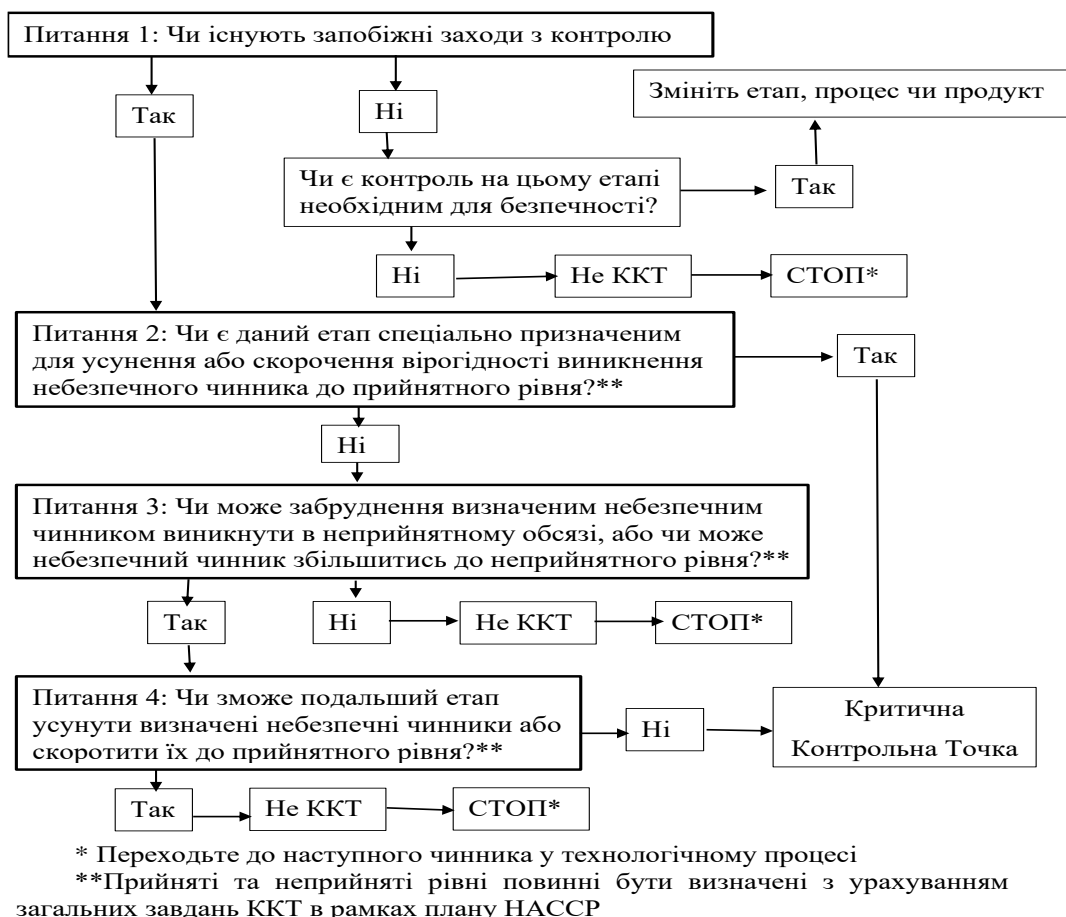 Питання 1: Чи існують запобіжні заходи з контролю
Так
Ні
Змініть етап, процес чи продукт
Чи є контроль на цьому етапі
необхідним для безпечності?
Так
Ні
Не ККТ
СТОП*
Питання 2: Чи є даний етап спеціально призначеним
для усунення або скорочення вірогідності виникнення
небезпечного чинника до прийнятного рівня?**
Так
Ні
Питання 3: Чи може забруднення визначеним небезпечним
чинником виникнути в неприйнятному обсязі, або чи може
небезпечний чинник збільшитись до неприйнятного рівня?**
Так
Ні
Не ККТ
СТОП*
Питання 4: Чи зможе подальший етап
усунути визначені небезпечні чинники або
скоротити їх до прийнятного рівня?**
Ні
Критична
Контрольна Точка
Так
Не ККТ
СТОП*
* Переходьте до наступного чинника у технологічному процесі
**Прийняті та неприйняті рівні повинні бути визначені з урахуванням
загальних завдань ККТ в рамках плану НАССР